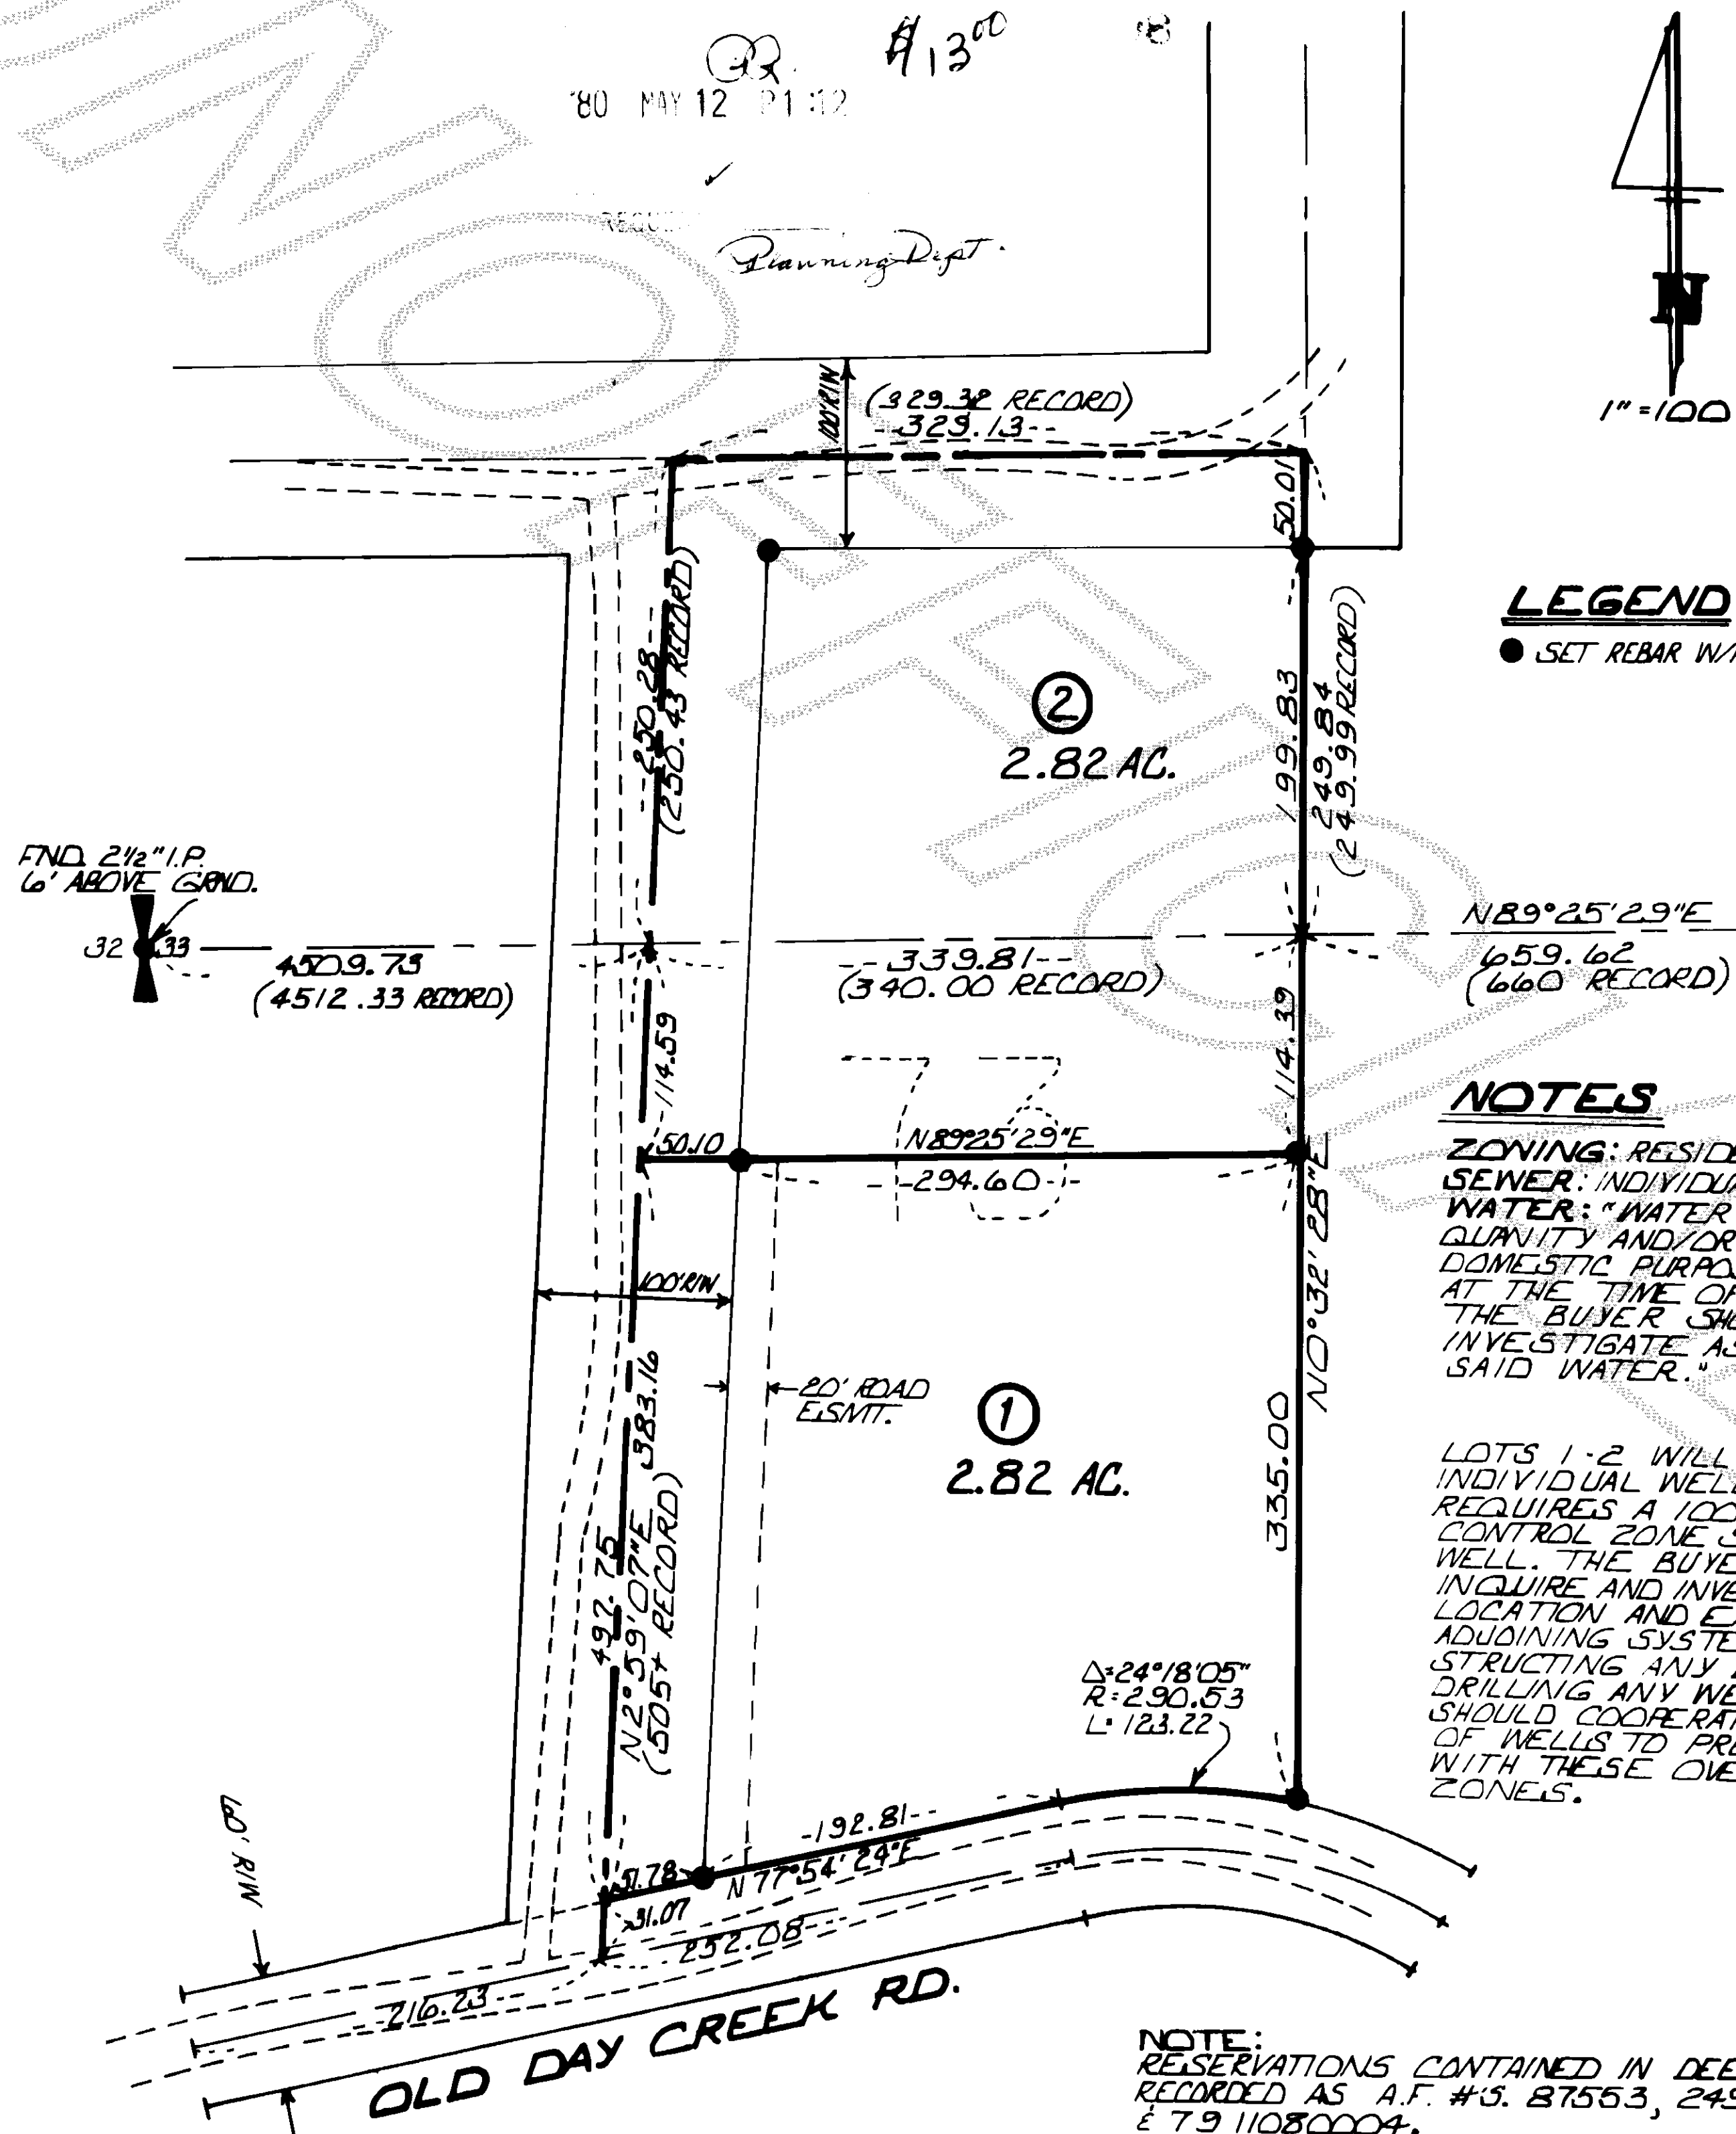 $13.00
'80 MAY 12 P1:12
Planning Dept.
N
1"=100
100' R/W
(329.32 RECORD)
329.13
50.01
250.28
(250.43 RECORD)
LEGEND
SET REBAR W/
2
2.82 AC.
199.83
249.84
(249.99 RECORD)
FND. 2½" I.P.
6' ABOVE GRND.
32 33
4509.73
(4512.33 RECORD)
339.81
(340.00 RECORD)
N89°25'29"E
659.62
(660 RECORD)
114.59
114.39
73
50.10
N89°25'29"E
294.60
100' R/W
N0°32'28"E
335.00
NOTES
ZONING: RESIDE
SEWER: INDIVIDU
WATER: "WATER
QUANITY AND/OR
DOMESTIC PURPO
AT THE TIME OF
THE BUYER SH
INVESTIGATE AS
SAID WATER."
20' ROAD
ESMT.
1
2.82 AC.
383.16
497.75
N2°59'07"E
(505+ RECORD)
LOTS 1-2 WILL
INDIVIDUAL WELL
REQUIRES A 100
CONTROL ZONE
WELL. THE BUYE
INQUIRE AND INVE
LOCATION AND E
ADJOINING SYSTE
STRUCTING ANY
DRILLING ANY WE
SHOULD COOPERAT
OF WELLS TO PRE
WITH THESE OVE
ZONES.
Δ=24°18'05"
R=290.53
L=123.22
60' R/W
192.81
51.78
N 77°54'24"E
31.07
252.08
216.23
OLD DAY CREEK RD.
NOTE:
RESERVATIONS CONTAINED IN DEE
RECORDED AS A.F. #'S. 87553, 249
& 7911080004.